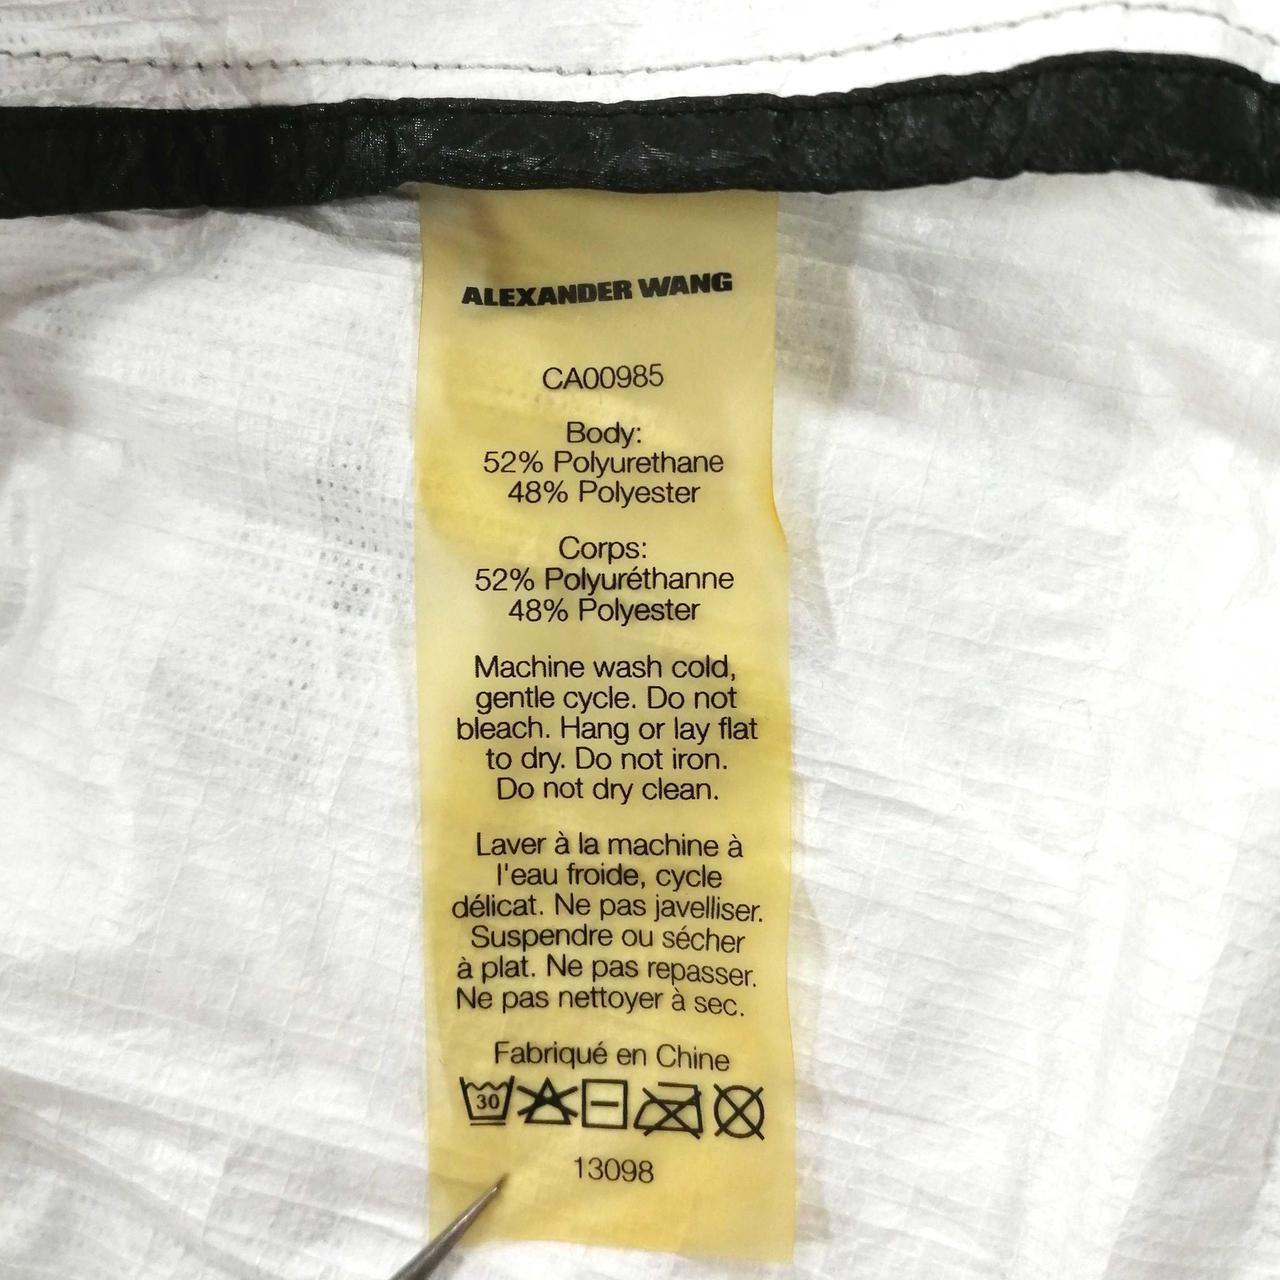 ALEXANDER WANG
CA00985
Body:
52% Polyurethane
48% Polyester
Corps:
52% Polyuréthanne
48% Polyester
Machine wash cold,
gentle cycle. Do not
bleach. Hang or lay flat
to dry. Do not iron.
Do not dry clean.
Laver à la machine à
l'eau froide, cycle
délicat. Ne pas javelliser.
Suspendre ou sécher
à plat. Ne pas repasser.
Ne pas nettoyer à sec.
Fabriqué en Chine
30
13098